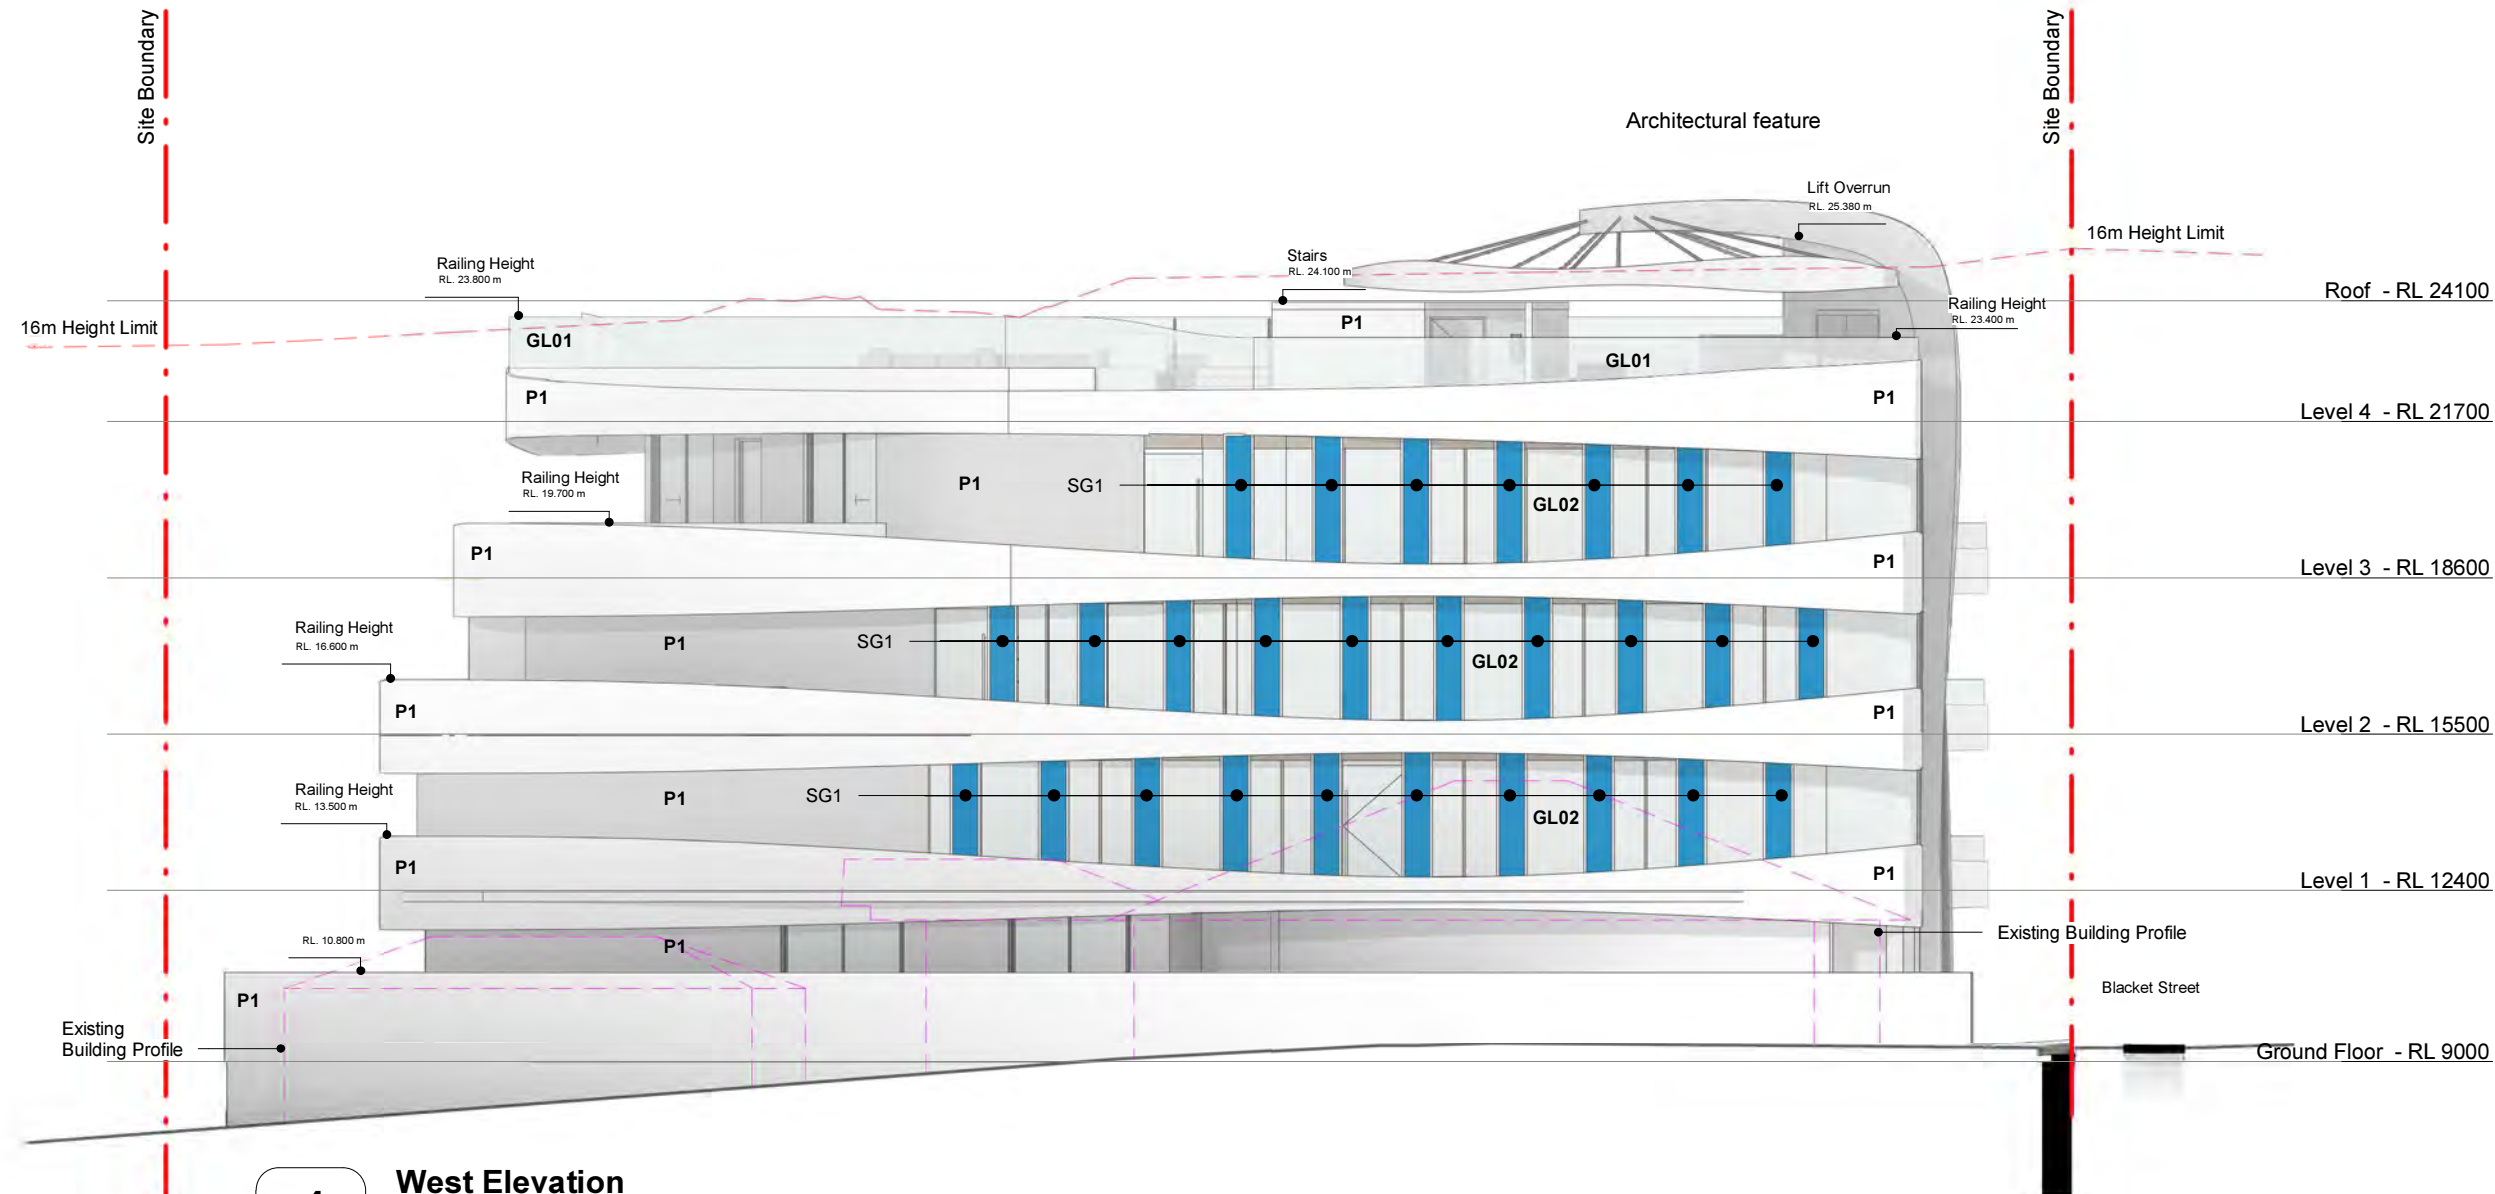 Site Boundary
Site Boundary
Architectural feature
Lift Overrun
RL. 25.380 m
16m Height Limit
Stairs
RL. 24.100 m
Railing Height
RL. 23.800 m
Roof - RL 24100
Railing Height
RL. 23.400 m
16m Height Limit
GL01
P1
GL01
P1
P1
Level 4 - RL 21700
Railing Height
RL. 19.700 m
P1
SG1
GL02
P1
P1
Level 3 - RL 18600
Railing Height
RL. 16.600 m
P1
SG1
GL02
P1
P1
Level 2 - RL 15500
Railing Height
RL. 13.500 m
P1
SG1
GL02
P1
P1
Level 1 - RL 12400
RL. 10.800 m
P1
Existing Building Profile
P1
Blacket Street
Existing
Building Profile
Ground Floor - RL 9000
West Elevation